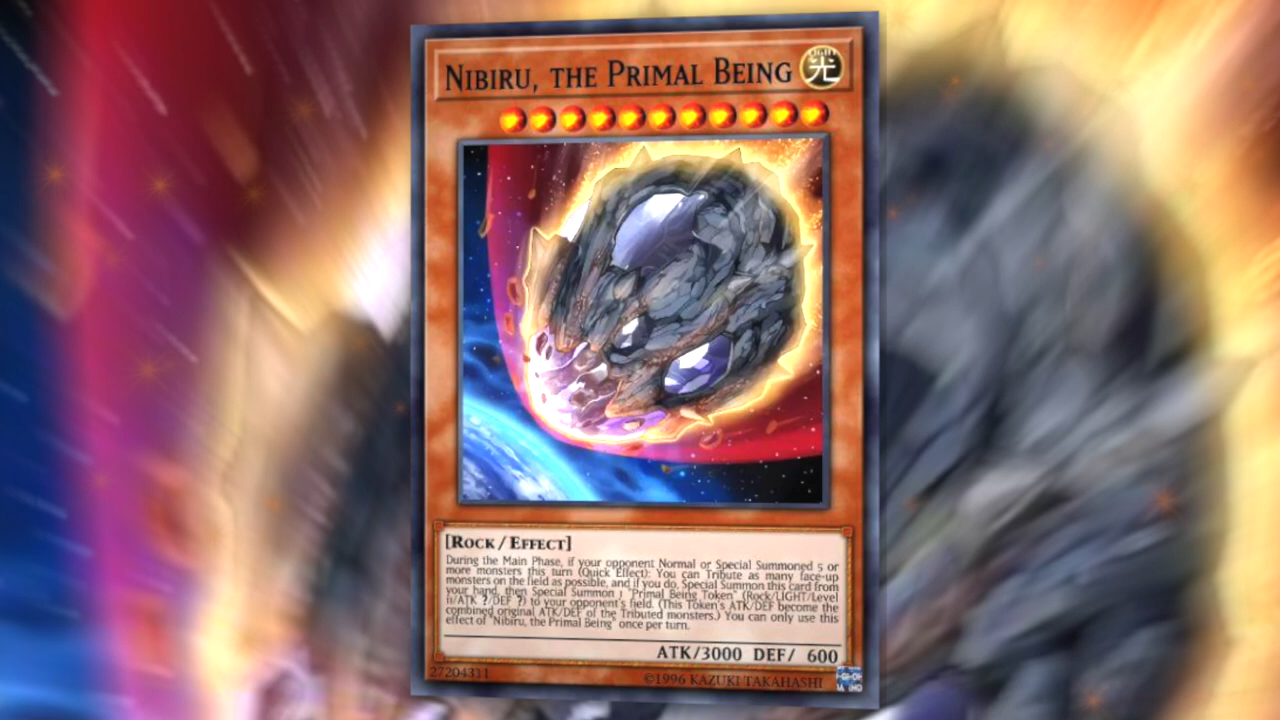 NIBIRU, THE PRIMAL BEING
LIGHT
光
[ROCK / EFFECT]
During the Main Phase, if your opponent Normal or Special Summoned 5 or
more monsters this turn (Quick Effect): You can Tribute as many face-up
monsters on the field as possible, and if you do, Special Summon this card from
your hand, then Special Summon 1 "Primal Being Token" (Rock/LIGHT/Level
11/ATK ?/DEF ?) to your opponent's field. (This Token's ATK/DEF become the
combined original ATK/DEF of the Tributed monsters.) You can only use this
effect of "Nibiru, the Primal Being" once per turn.
ATK/3000 DEF/ 600
27204311
©1996 KAZUKI TAKAHASHI